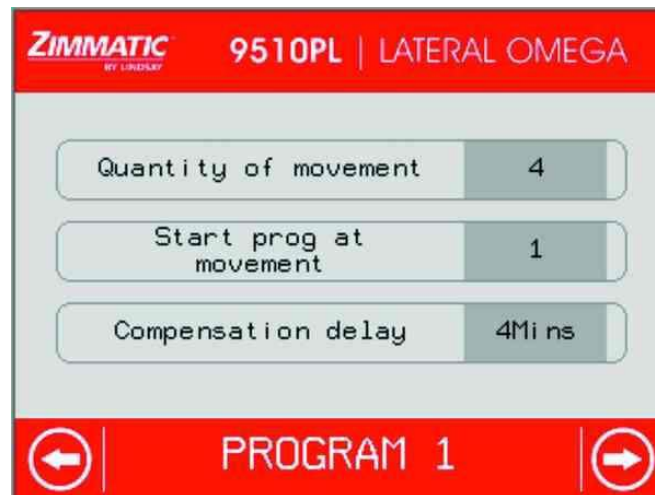 ZIMMATIC
BY LINDSAY
9510PL | LATERAL OMEGA
Quantity of movement 4
Start prog at
movement 1
Compensation delay 4Mins
PROGRAM 1